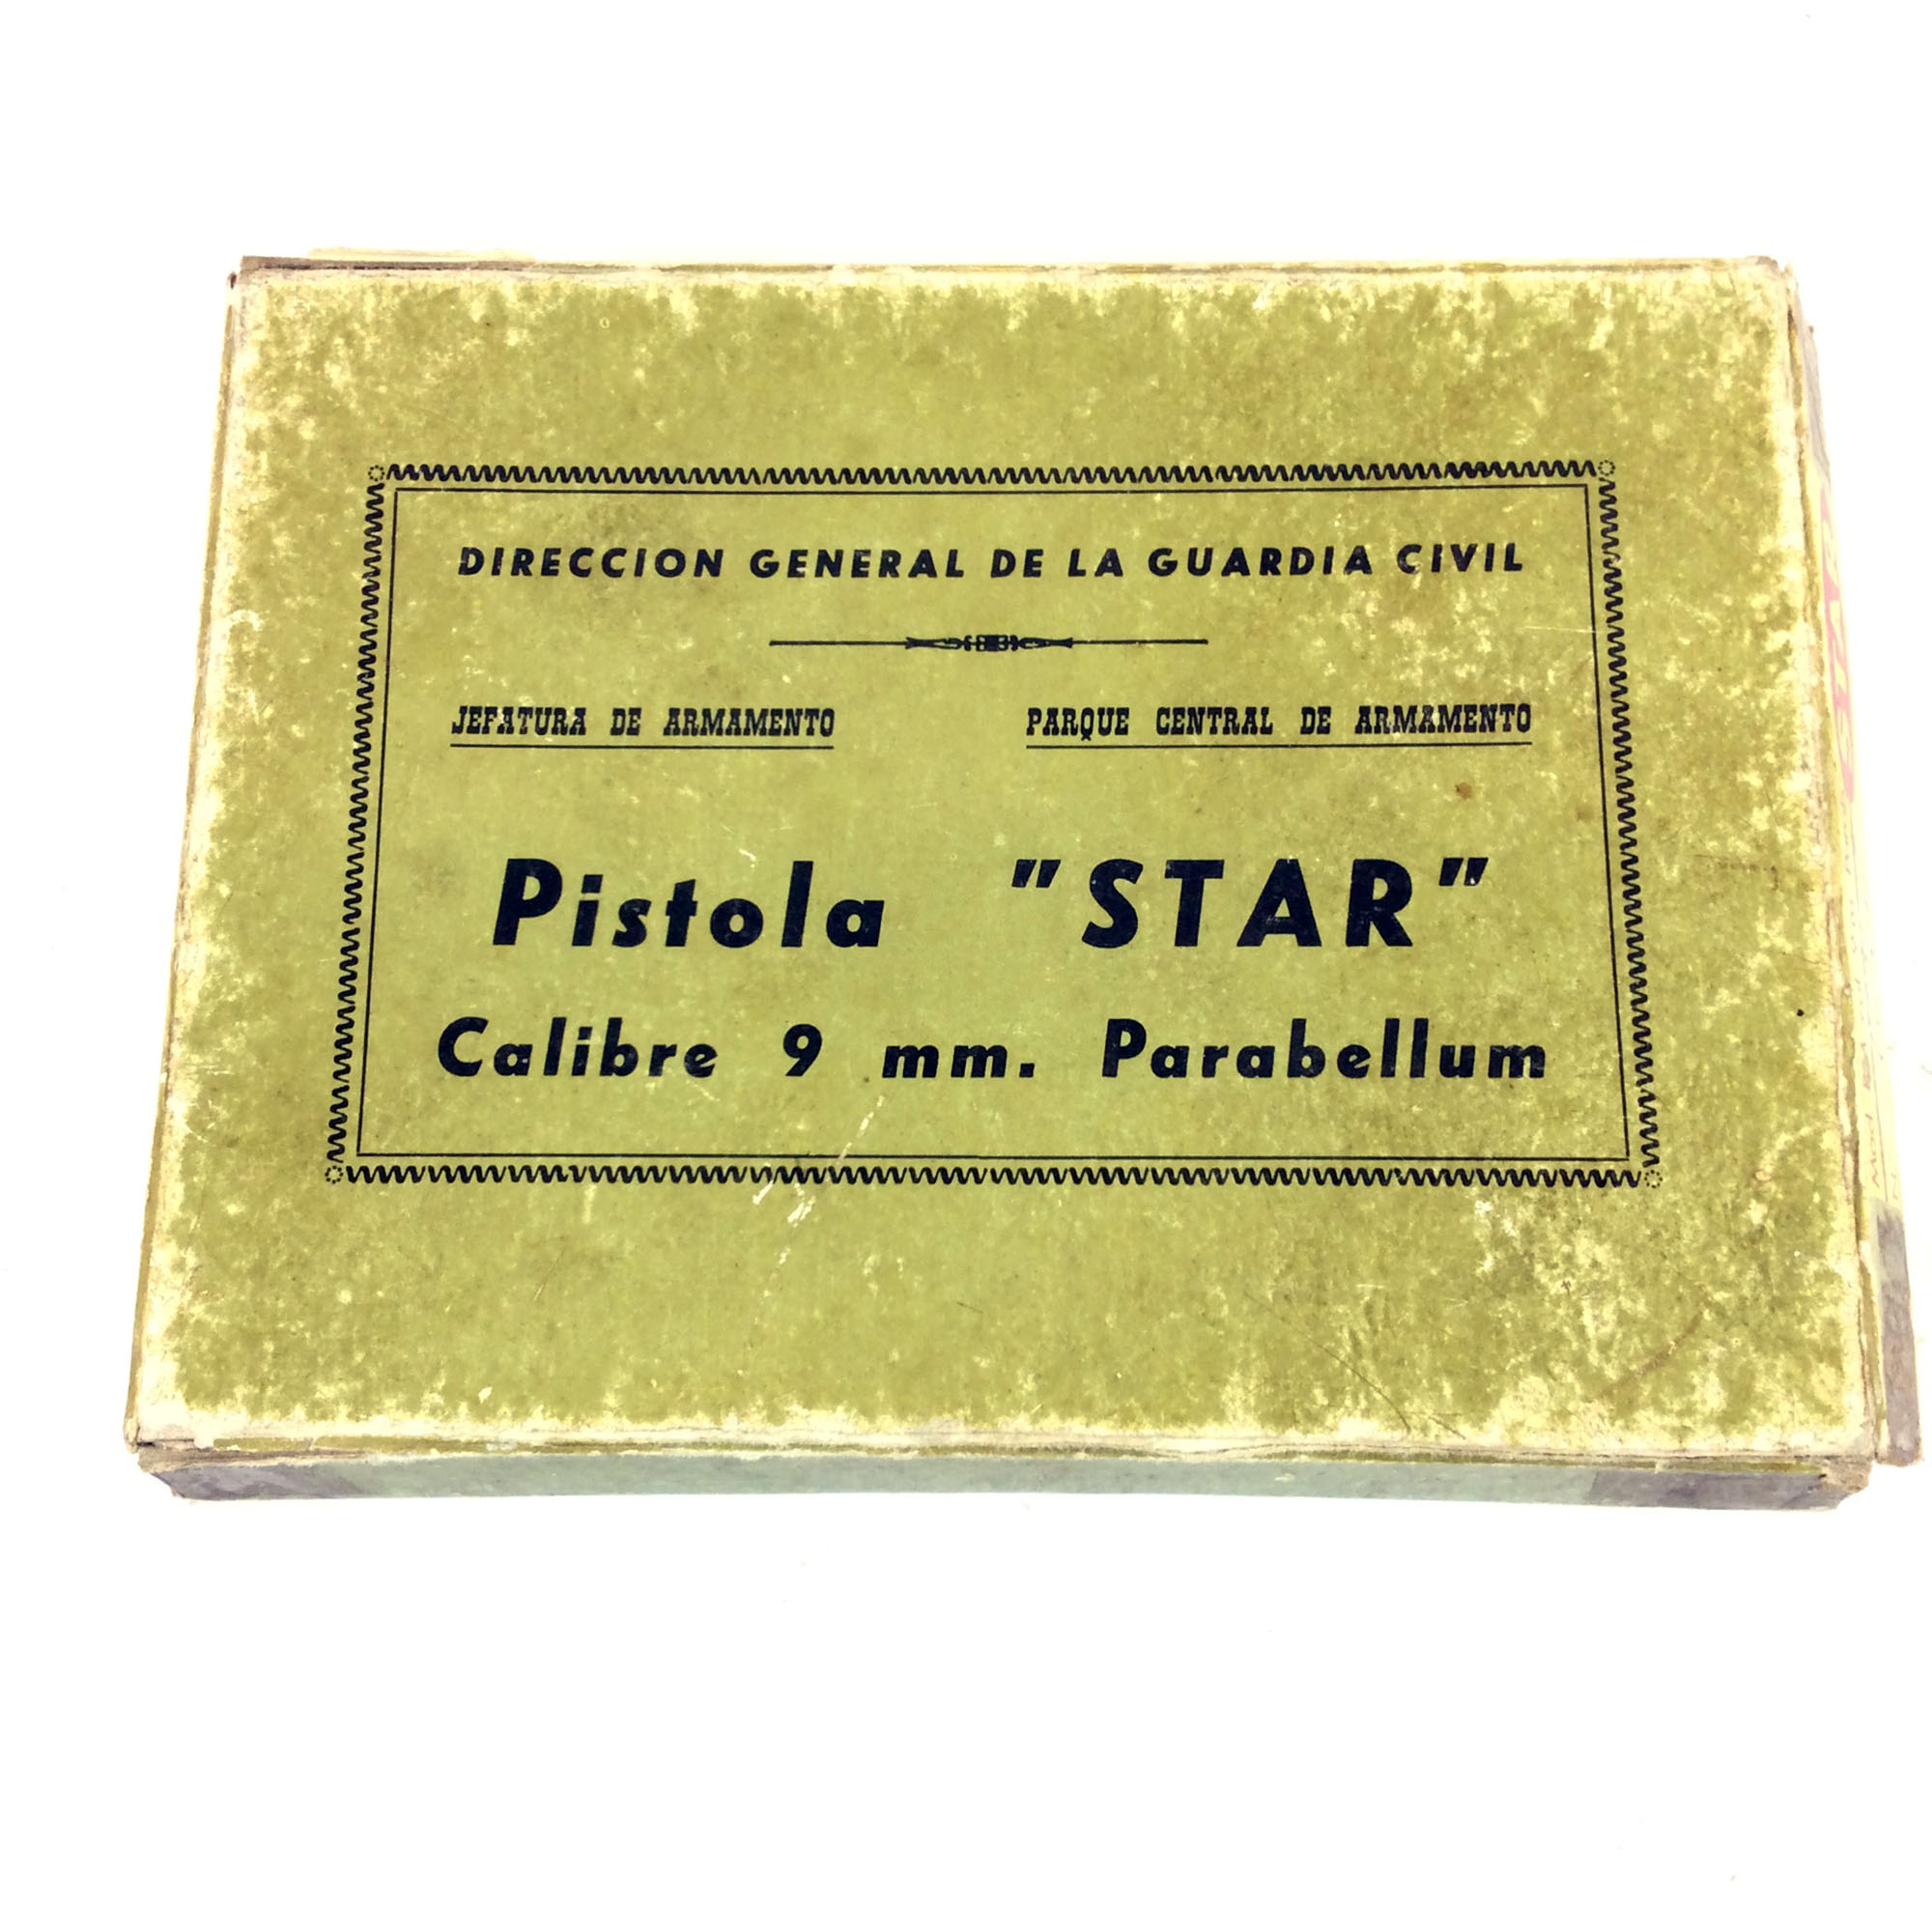 DIRECCION GENERAL DE LA GUARDIA CIVIL
JEFATURA DE ARMAMENTO
PARQUE CENTRAL DE ARMAMENTO
Pistola "STAR"
Calibre 9 mm. Parabellum